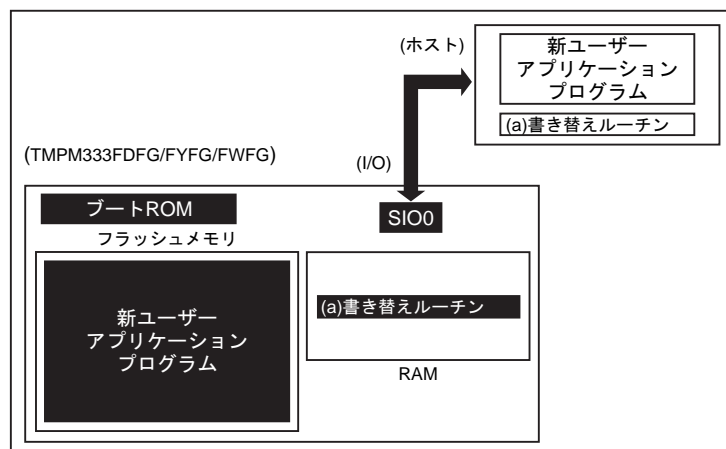 (ホスト)
新ユーザー
アプリケーション
プログラム
(a)書き替えルーチン
(TMPM333FDFG/FYFG/FWFG)
(I/O)
ブートROM
SIO0
フラッシュメモリ
新ユーザー
アプリケーション
プログラム
(a)書き替えルーチン
RAM